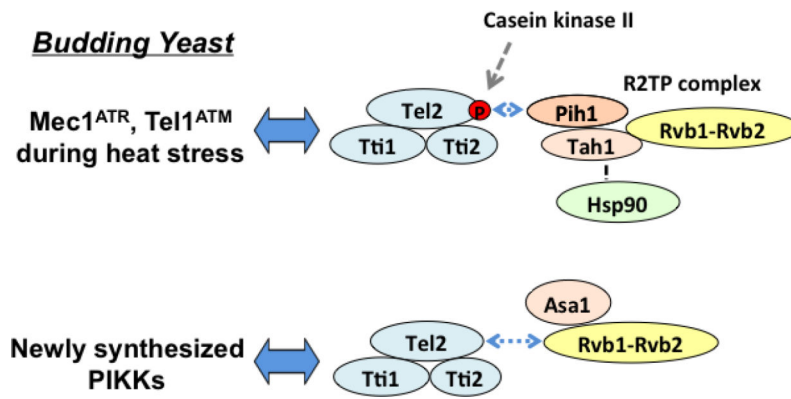 Casein kinase II
Budding Yeast
R2TP complex
Mec1ATR, Tel1ATM
during heat stress
Tel2
P
Tti1
Tti2
Pih1
Tah1
Rvb1-Rvb2
Hsp90
Newly synthesized
PIKKs
Tel2
Tti1
Tti2
Asa1
Rvb1-Rvb2